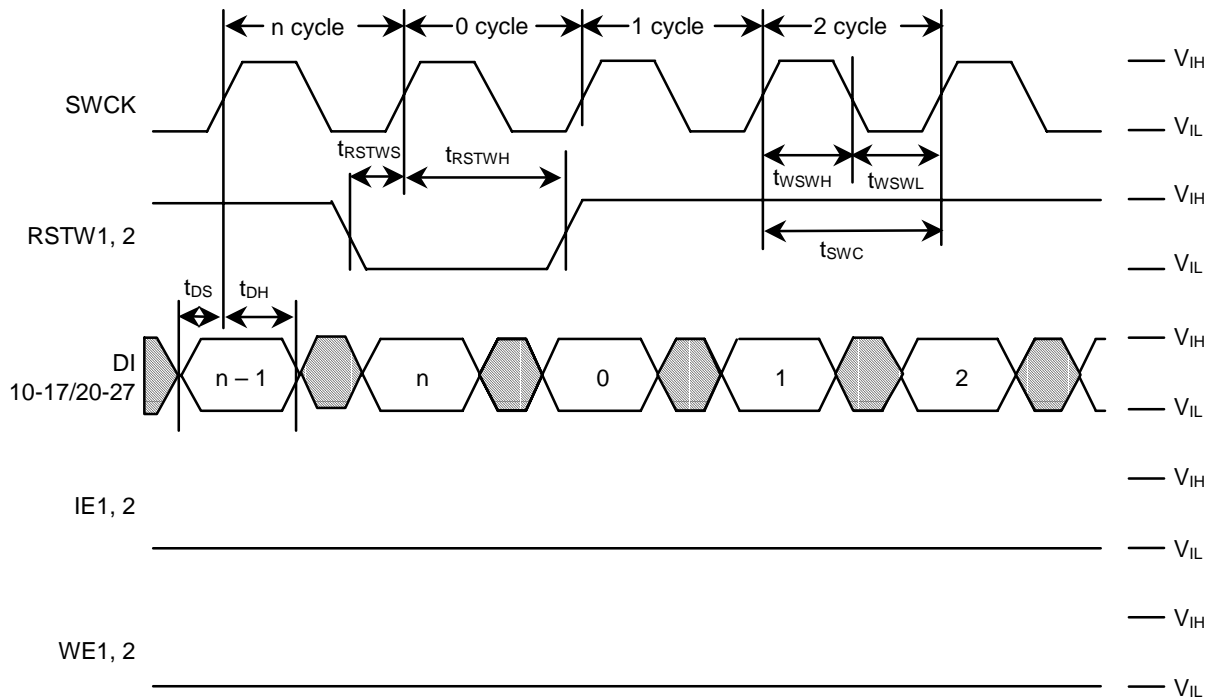 n cycle 0 cycle 1 cycle 2 cycle
VIH
SWCK
VIL
tRSTWS tRSTWH
tWSWH tWSWL
VIH
RSTW1, 2
tSWC
VIL
tDS tDH
VIH
DI
10-17/20-27
n – 1 n 0 1 2
VIL
VIH
IE1, 2
VIL
VIH
WE1, 2
VIL